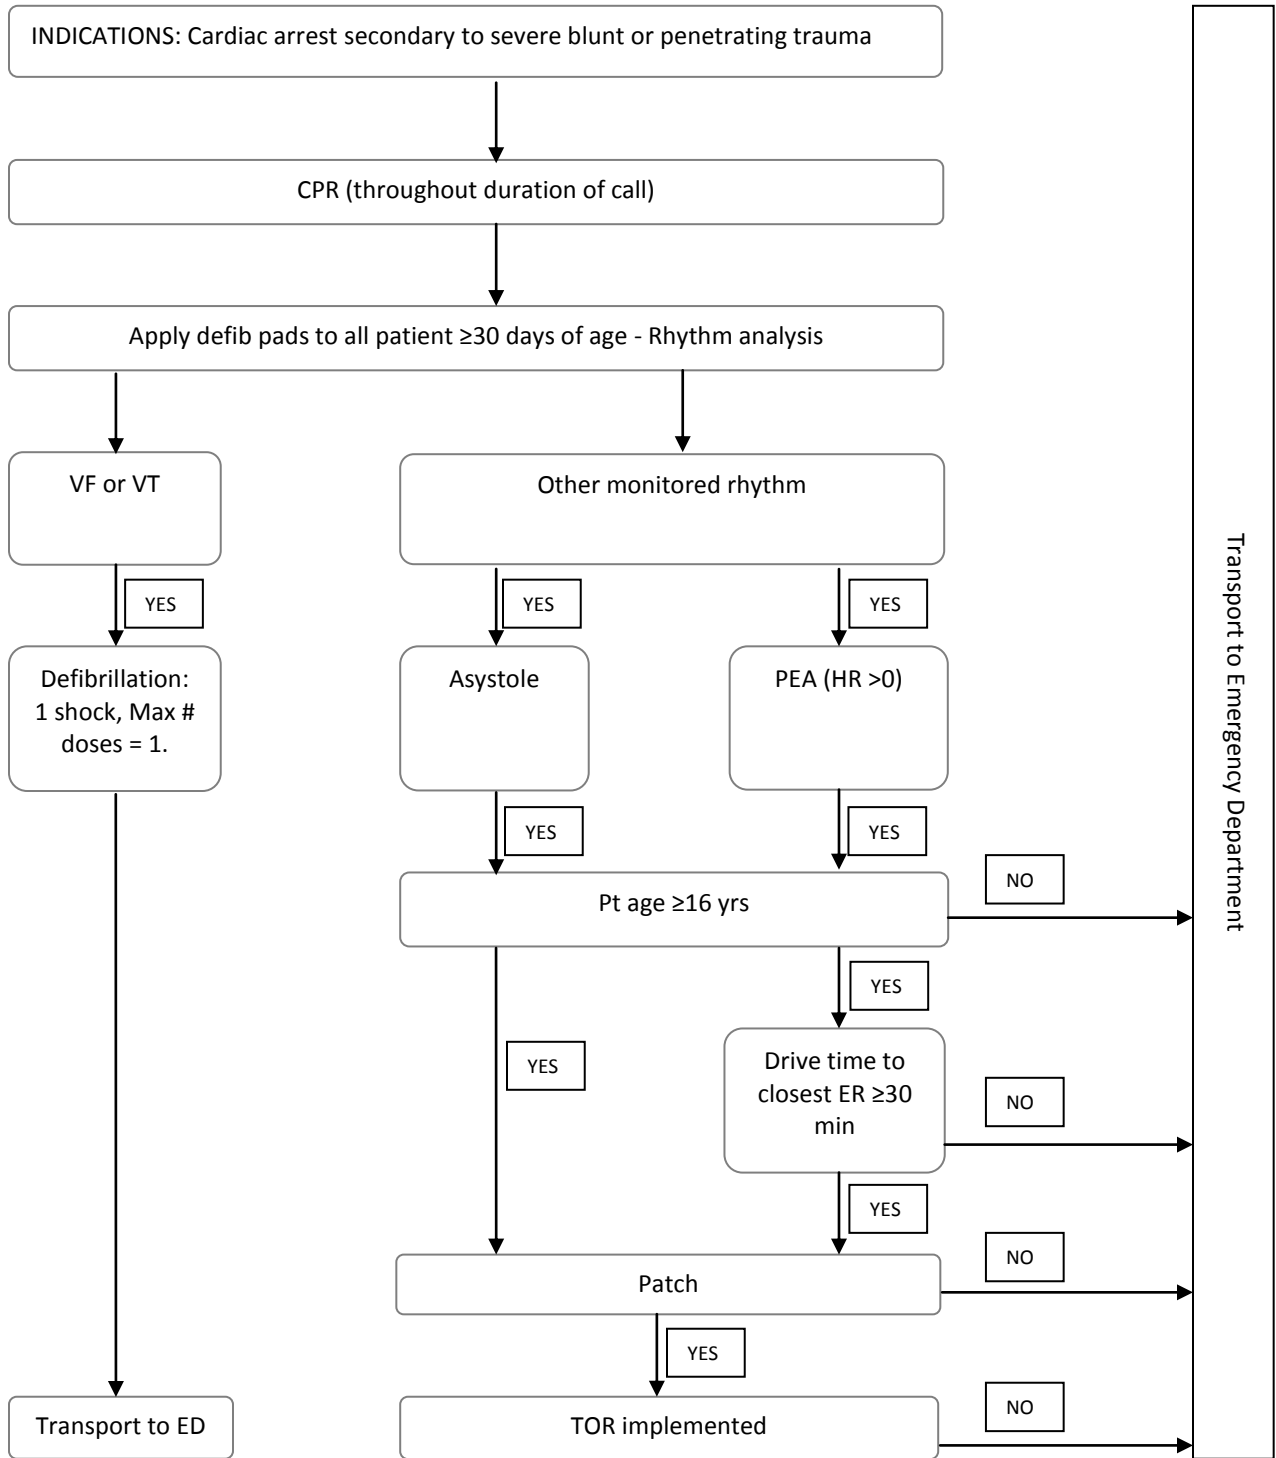 INDICATIONS: Cardiac arrest secondary to severe blunt or penetrating trauma
CPR (throughout duration of call)
Apply defib pads to all patient ≥30 days of age - Rhythm analysis
VF or VT
Other monitored rhythm
YES
YES
YES
Defibrillation:
1 shock, Max #
doses = 1.
Asystole
PEA (HR >0)
YES
YES
Pt age ≥16 yrs
NO
YES
YES
Drive time to
closest ER ≥30
min
NO
YES
Patch
NO
YES
Transport to ED
TOR implemented
NO
Transport to Emergency Department